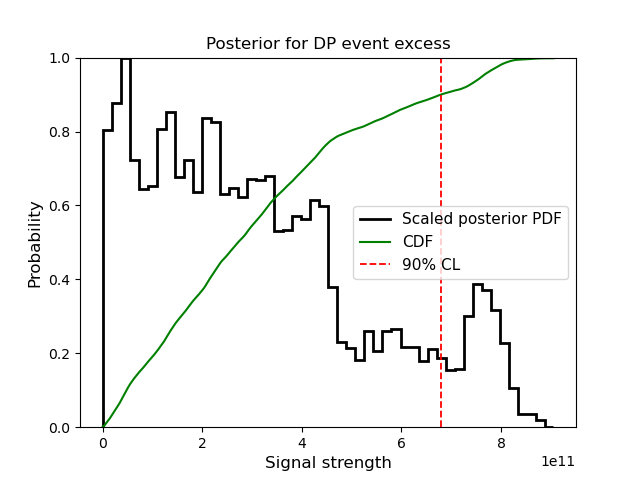 Posterior for DP event excess
1.0
0.8
0.6
0.4
0.2
0.0
Probability
Scaled posterior PDF
CDF
90% CL
0 2 4 6 8
1e11
Signal strength